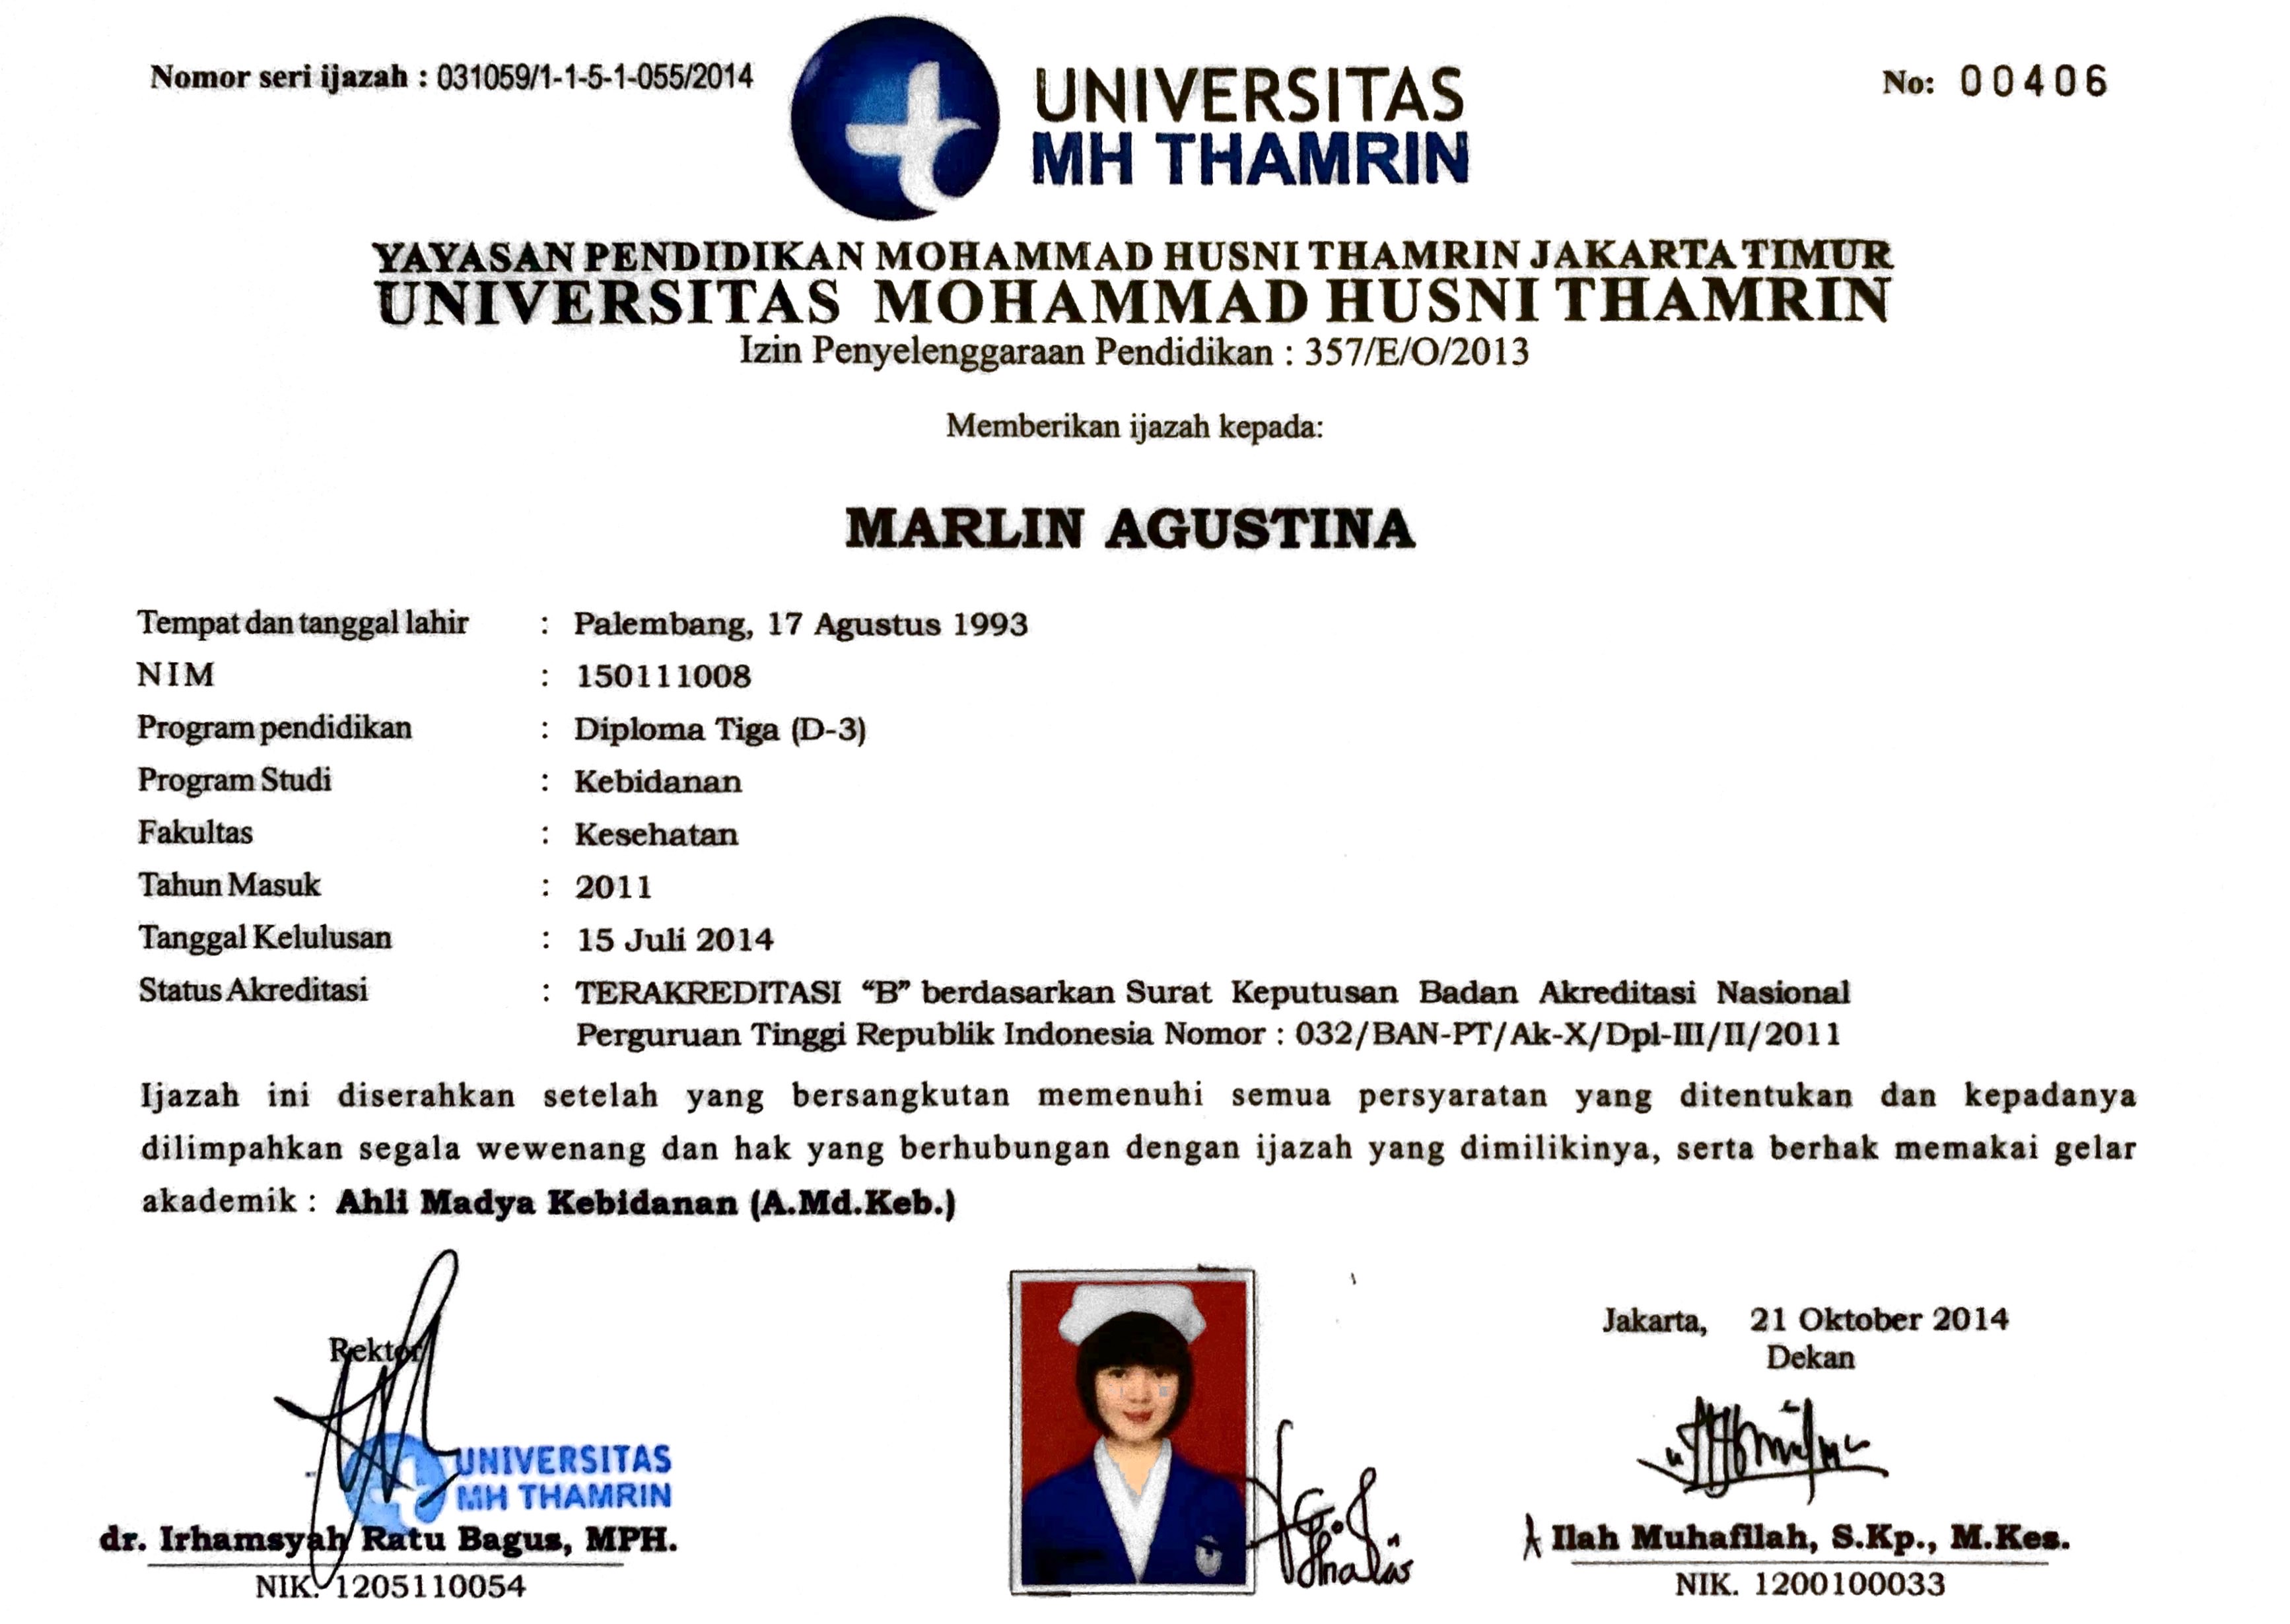 Nomor seri ijazah : 031059/1-1-5-1-055/2014
No: 00406
UNIVERSITAS
MH THAMRIN
YAYASAN PENDIDIKAN MOHAMMAD HUSNI THAMRIN JAKARTA TIMUR
UNIVERSITAS MOHAMMAD HUSNI THAMRIN
Izin Penyelenggaraan Pendidikan : 357/E/O/2013
Memberikan ijazah kepada:
MARLIN AGUSTINA
Tempat dan tanggal lahir : Palembang, 17 Agustus 1993
NIM : 150111008
Program pendidikan : Diploma Tiga (D-3)
Program Studi : Kebidanan
Fakultas : Kesehatan
Tahun Masuk : 2011
Tanggal Kelulusan : 15 Juli 2014
Status Akreditasi : TERAKREDITASI “B” berdasarkan Surat Keputusan Badan Akreditasi Nasional
Perguruan Tinggi Republik Indonesia Nomor : 032/BAN-PT/Ak-X/Dpl-III/II/2011
Ijazah ini diserahkan setelah yang bersangkutan memenuhi semua persyaratan yang ditentukan dan kepadanya
dilimpahkan segala wewenang dan hak yang berhubungan dengan ijazah yang dimilikinya, serta berhak memakai gelar
akademik : Ahli Madya Kebidanan (A.Md.Keb.)
Jakarta, 21 Oktober 2014
Rektor
Dekan
UNIVERSITAS
MH THAMRIN
dr. Irhamsyah Ratu Bagus, MPH.
Ilah Muhafilah, S.Kp., M.Kes.
NIK. 1205110054
NIK. 1200100033